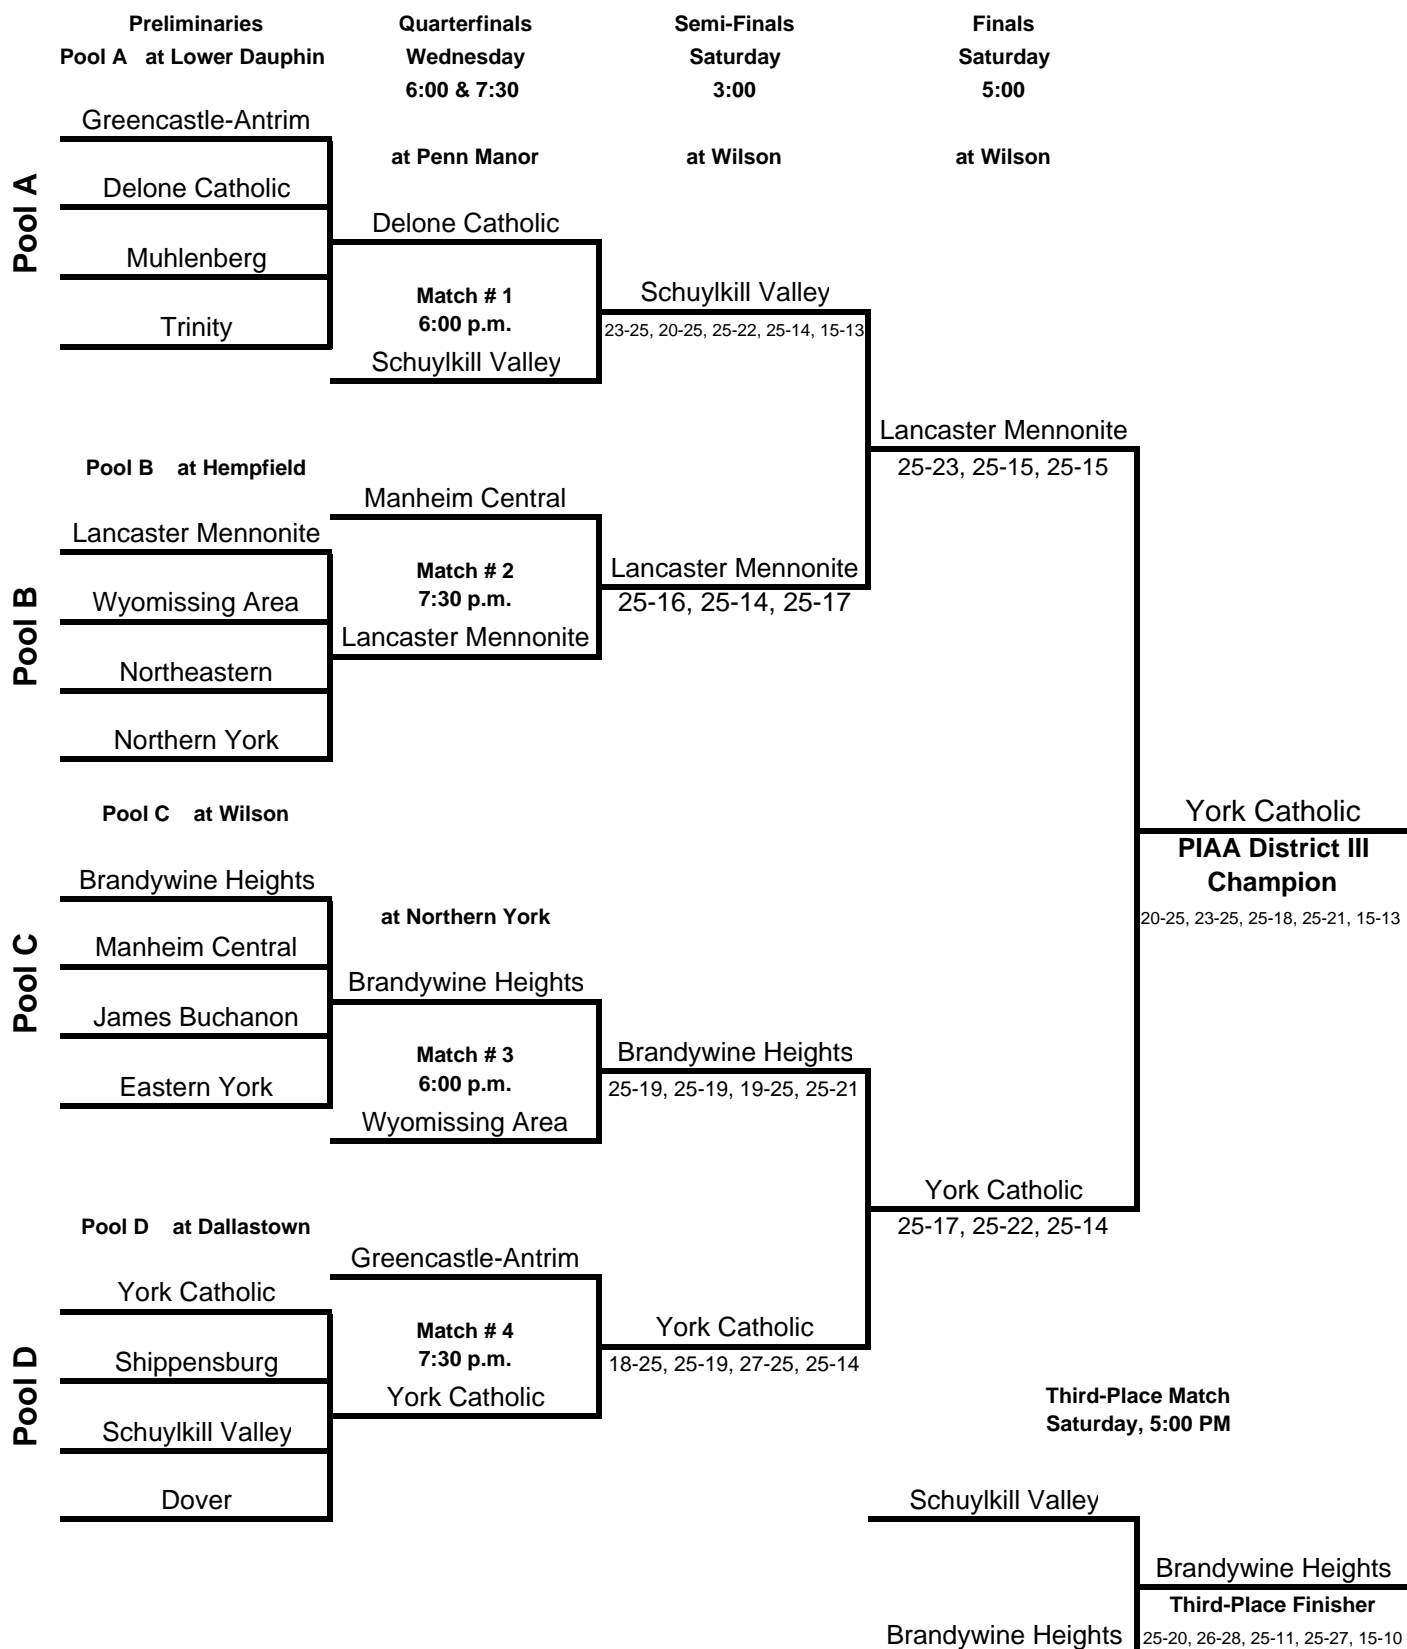 Preliminaries
Quarterfinals
Semi-Finals
Finals
Pool A at Lower Dauphin
Wednesday
Saturday
Saturday
6:00 & 7:30
3:00
5:00
at Penn Manor
at Wilson
at Wilson
Pool A
Greencastle-Antrim
Delone Catholic
Muhlenberg
Trinity
Delone Catholic
Match # 1
6:00 p.m.
Schuylkill Valley
Schuylkill Valley
23-25, 20-25, 25-22, 25-14, 15-13
Lancaster Mennonite
25-23, 25-15, 25-15
Pool B at Hempfield
Pool B
Lancaster Mennonite
Wyomissing Area
Northeastern
Northern York
Manheim Central
Match # 2
7:30 p.m.
Lancaster Mennonite
Lancaster Mennonite
25-16, 25-14, 25-17
Pool C at Wilson
York Catholic
PIAA District III
Champion
20-25, 23-25, 25-18, 25-21, 15-13
Pool C
Brandywine Heights
Manheim Central
James Buchanon
Eastern York
at Northern York
Brandywine Heights
Match # 3
6:00 p.m.
Wyomissing Area
Brandywine Heights
25-19, 25-19, 19-25, 25-21
York Catholic
25-17, 25-22, 25-14
Pool D at Dallastown
Pool D
York Catholic
Shippensburg
Schuylkill Valley
Dover
Greencastle-Antrim
Match # 4
7:30 p.m.
York Catholic
York Catholic
18-25, 25-19, 27-25, 25-14
Third-Place Match
Saturday, 5:00 PM
Schuylkill Valley
Brandywine Heights
Brandywine Heights
Third-Place Finisher
25-20, 26-28, 25-11, 25-27, 15-10